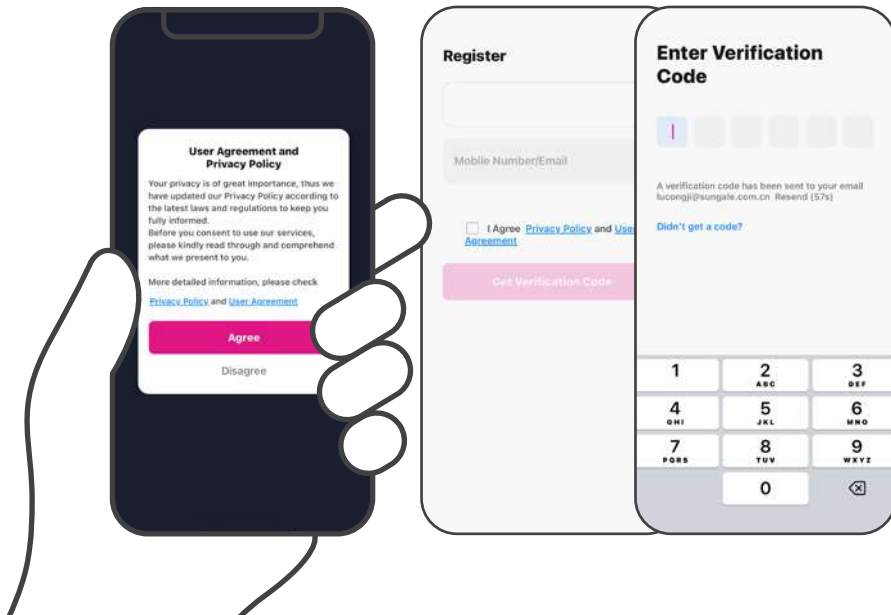 User Agreement and
Privacy Policy
Your privacy is of great importance, thus we
have updated our Privacy Policy according to
the latest laws and regulations to keep you
fully informed.
Before you consent to use our services,
please kindly read through and comprehend
what we present to you.
More detailed information, please check
Privacy Policy and User Agreement
Agree
Disagree
Register
Mobile Number/Email
I Agree Privacy Policy and User
Agreement
Get Verification Code
Enter Verification
Code
A verification code has been sent to your email
lucongji@sungale.com.cn Resend (57s)
Didn't get a code?
1 2 3
ABC DEF
4 5 6
GHI JKL MNO
7 8 9
PQRS TUV WXYZ
0